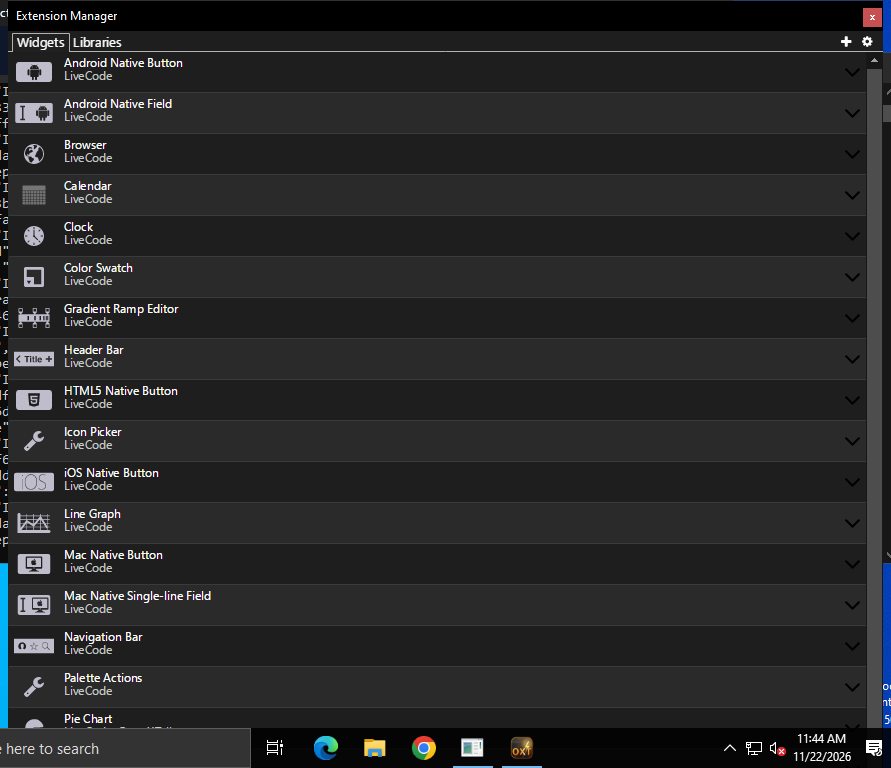 Extension Manager
x
Widgets Libraries
Android Native Button
LiveCode
Android Native Field
LiveCode
Browser
LiveCode
Calendar
LiveCode
Clock
LiveCode
Color Swatch
LiveCode
Gradient Ramp Editor
LiveCode
< Title +
Header Bar
LiveCode
HTML5 Native Button
LiveCode
Icon Picker
LiveCode
iOS
iOS Native Button
LiveCode
Line Graph
LiveCode
Mac Native Button
LiveCode
Mac Native Single-line Field
LiveCode
Navigation Bar
LiveCode
Palette Actions
LiveCode
Pie Chart
here to search
OXT
11:44 AM
11/22/2026